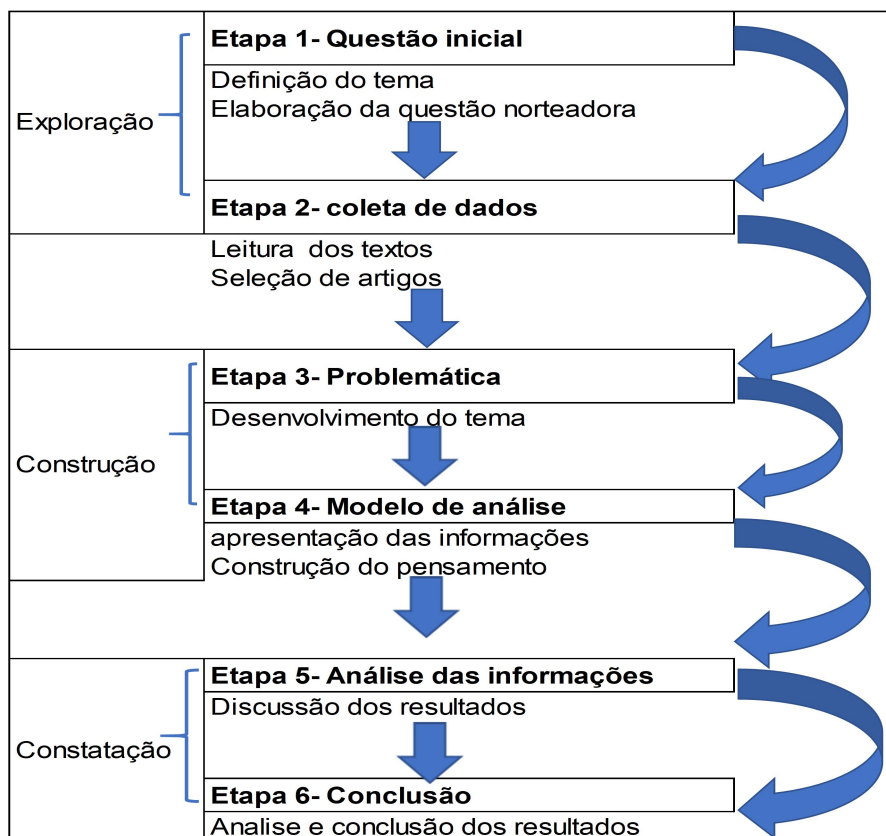 Etapa 1- Questão inicial
Definição do tema
Elaboração da questão norteadora
Exploração
Etapa 2- coleta de dados
Leitura dos textos
Seleção de artigos
Etapa 3- Problemática
Desenvolvimento do tema
Construção
Etapa 4- Modelo de análise
apresentação das informações
Construção do pensamento
Etapa 5- Análise das informações
Discussão dos resultados
Constatação
Etapa 6- Conclusão
Analise e conclusão dos resultados